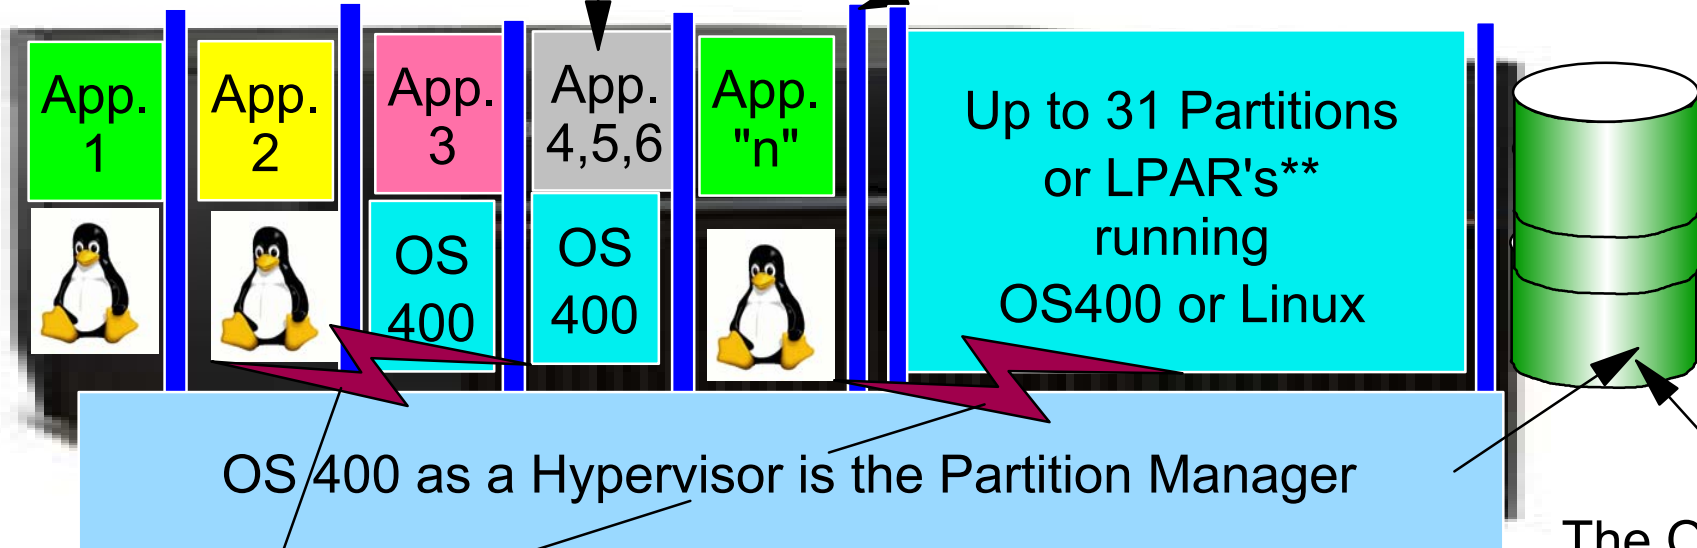 App.
1
App.
2
App.
3
App.
4,5,6
App.
"n"
OS
400
OS
400
Up to 31 Partitions
or LPAR's**
running
OS400 or Linux
OS 400 as a Hypervisor is the Partition Manager
The